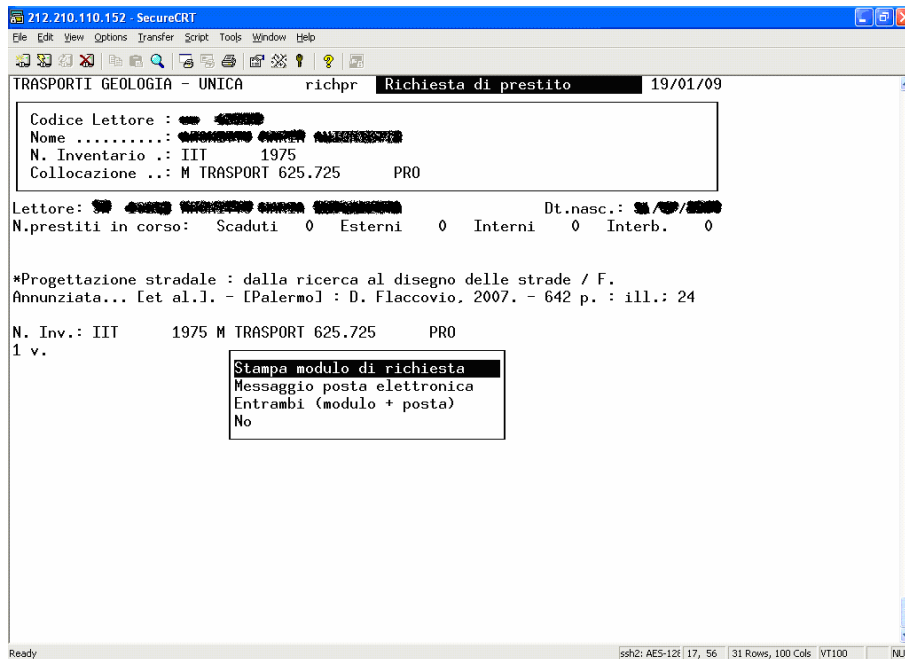 212.210.110.152 - SecureCRT
File Edit View Options Transfer Script Tools Window Help
TRASPORTI GEOLOGIA - UNICA richpr Richiesta di prestito 19/01/09
Codice Lettore :
Nome ..........:
N. Inventario .: IIT 1975
Collocazione ..: M TRASPORT 625.725 PRO
Lettore: Dt.nasc.: / /
N.prestiti in corso: Scaduti 0 Esterni 0 Interni 0 Interb. 0
*Progettazione stradale : dalla ricerca al disegno delle strade / F.
Annunziata... [et al.]. - [Palermo] : D. Flaccovio, 2007. - 642 p. : ill.; 24
N. Inv.: IIT 1975 M TRASPORT 625.725 PRO
1 v.
Stampa modulo di richiesta
Messaggio posta elettronica
Entrambi (modulo + posta)
No
Ready ssh2: AES-128 17, 56 31 Rows, 100 Cols VT100 NU